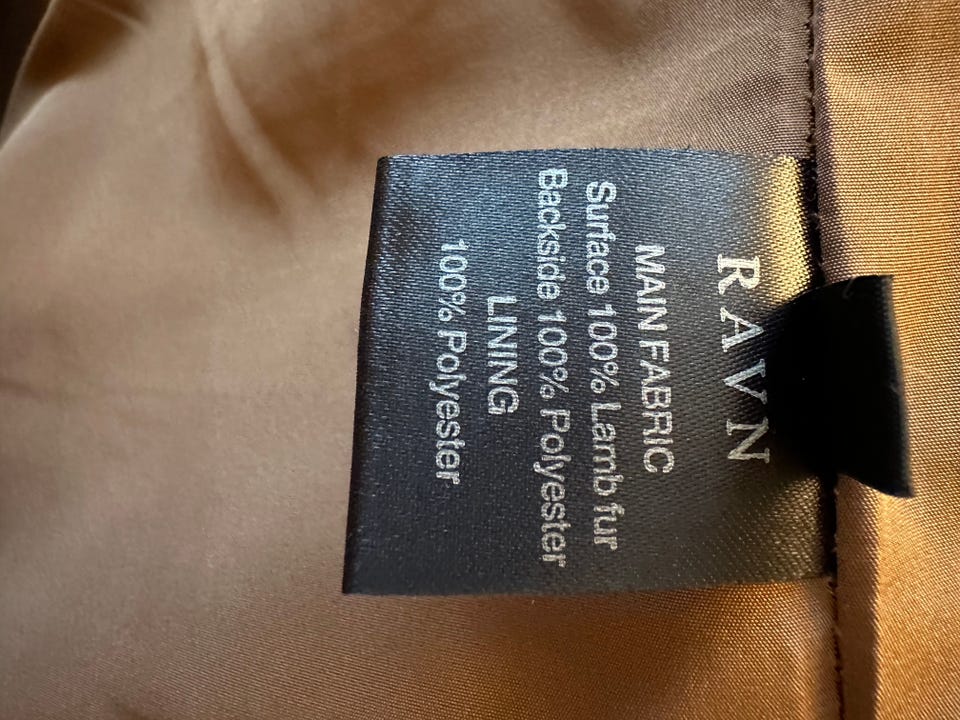 RAVN
MAIN FABRIC
Surface 100% Lamb fur
Backside 100% Polyester
LINING
100% Polyester